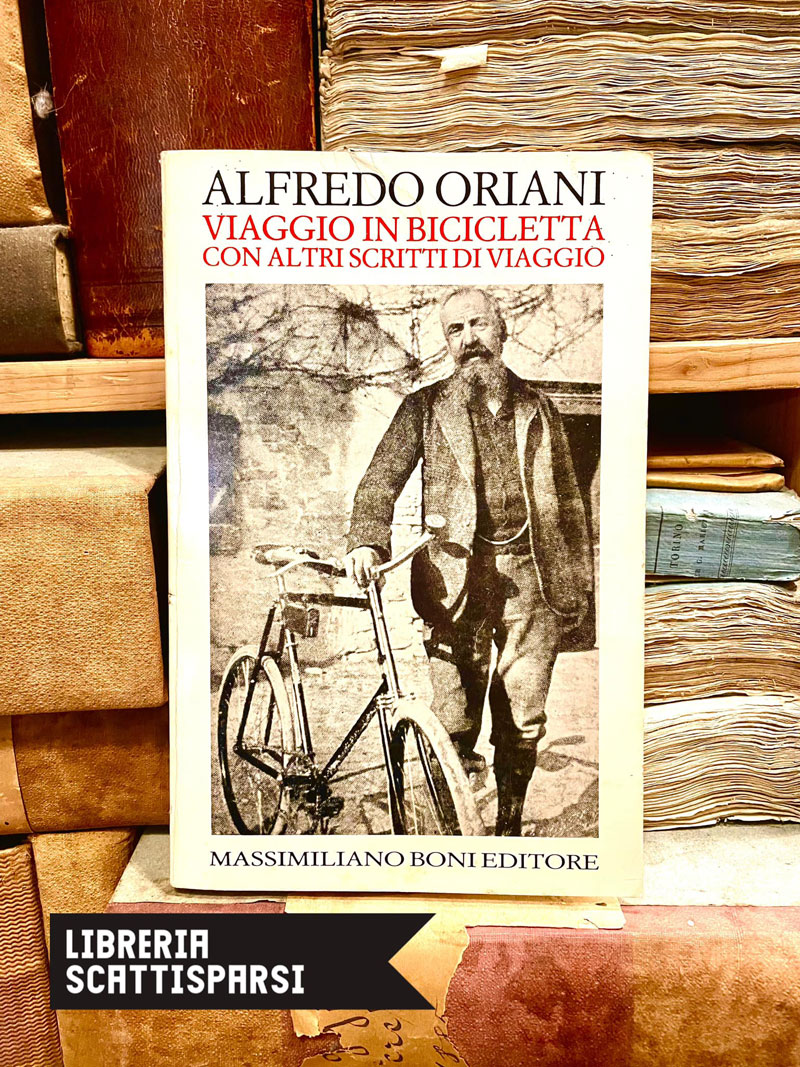 ALFREDO ORIANI
VIAGGIO IN BICICLETTA
CON ALTRI SCRITTI DI VIAGGIO
TORINO
MASSIMILIANO BONI EDITORE
LIBRERIA
SCATTISPARSI